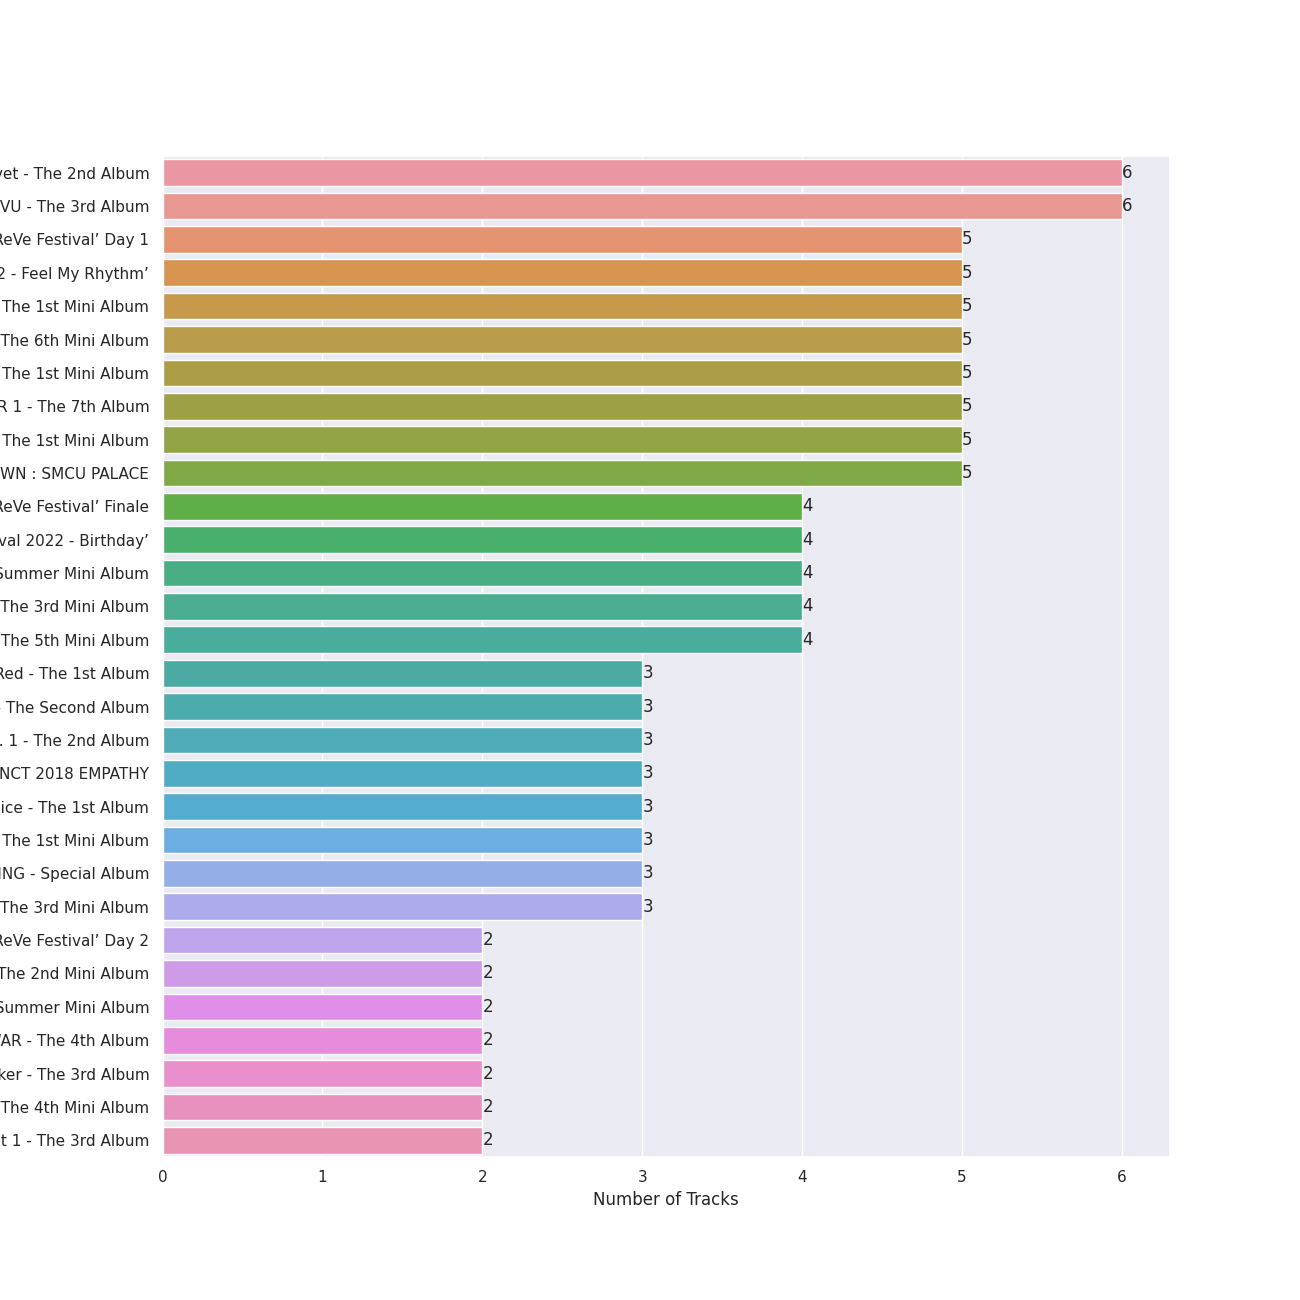 vet - The 2nd Album 6
VU - The 3rd Album 6
ReVe Festival’ Day 1 5
2 - Feel My Rhythm’ 5
The 1st Mini Album 5
The 6th Mini Album 5
The 1st Mini Album 5
R 1 - The 7th Album 5
The 1st Mini Album 5
WN : SMCU PALACE 5
ReVe Festival’ Finale 4
val 2022 - Birthday’ 4
Summer Mini Album 4
The 3rd Mini Album 4
The 5th Mini Album 4
Red - The 1st Album 3
- The Second Album 3
. 1 - The 2nd Album 3
NCT 2018 EMPATHY 3
ice - The 1st Album 3
The 1st Mini Album 3
ING - Special Album 3
The 3rd Mini Album 3
ReVe Festival’ Day 2 2
The 2nd Mini Album 2
Summer Mini Album 2
AR - The 4th Album 2
ker - The 3rd Album 2
The 4th Mini Album 2
t 1 - The 3rd Album 2
0 1 2 3 4 5 6
Number of Tracks